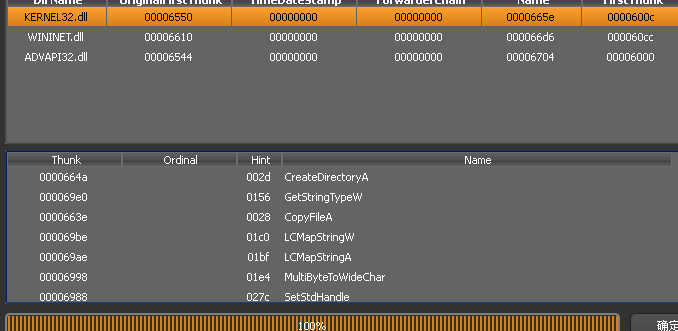 DllName OriginalFirstThunk TimeDateStamp ForwarderChain Name FirstThunk
KERNEL32.dll 00006550 00000000 00000000 0000665e 0000600c
WININET.dll 00006610 00000000 00000000 000066d6 000060cc
ADVAPI32.dll 00006544 00000000 00000000 00006704 00006000
Thunk Ordinal Hint Name
0000664a 002d CreateDirectoryA
000069e0 0156 GetStringTypeW
0000663e 0028 CopyFileA
000069be 01c0 LCMapStringW
000069ae 01bf LCMapStringA
00006998 01e4 MultiByteToWideChar
00006988 027c SetStdHandle
100% 确定